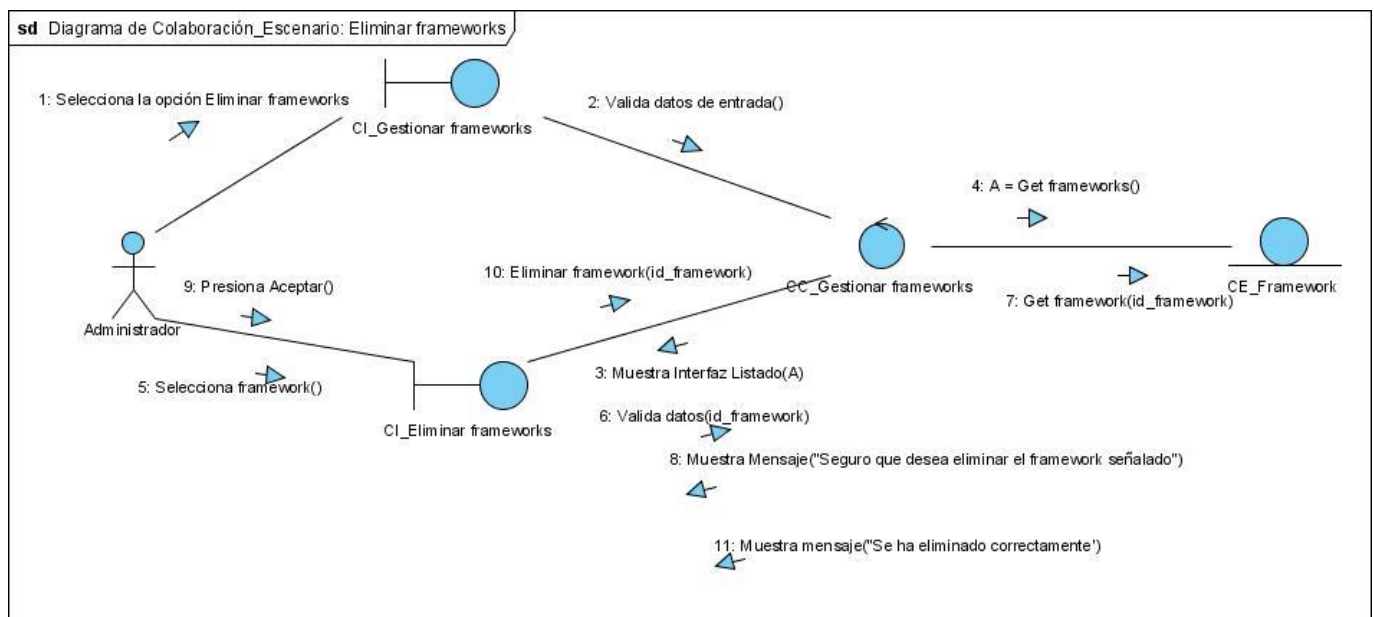 sd Diagrama de Colaboración_Escenario: Eliminar frameworks
1: Selecciona la opción Eliminar frameworks
CI_Gestionar frameworks
2: Valida datos de entrada()
4: A = Get frameworks()
10: Eliminar framework(id_framework)
CC_Gestionar frameworks
CE_Framework
9: Presiona Aceptar()
7: Get framework(id_framework)
Administrador
3: Muestra Interfaz Listado(A)
5: Selecciona framework()
6: Valida datos(id_framework)
CI_Eliminar frameworks
8: Muestra Mensaje("Seguro que desea eliminar el framework señalado")
11: Muestra mensaje("Se ha eliminado correctamente')